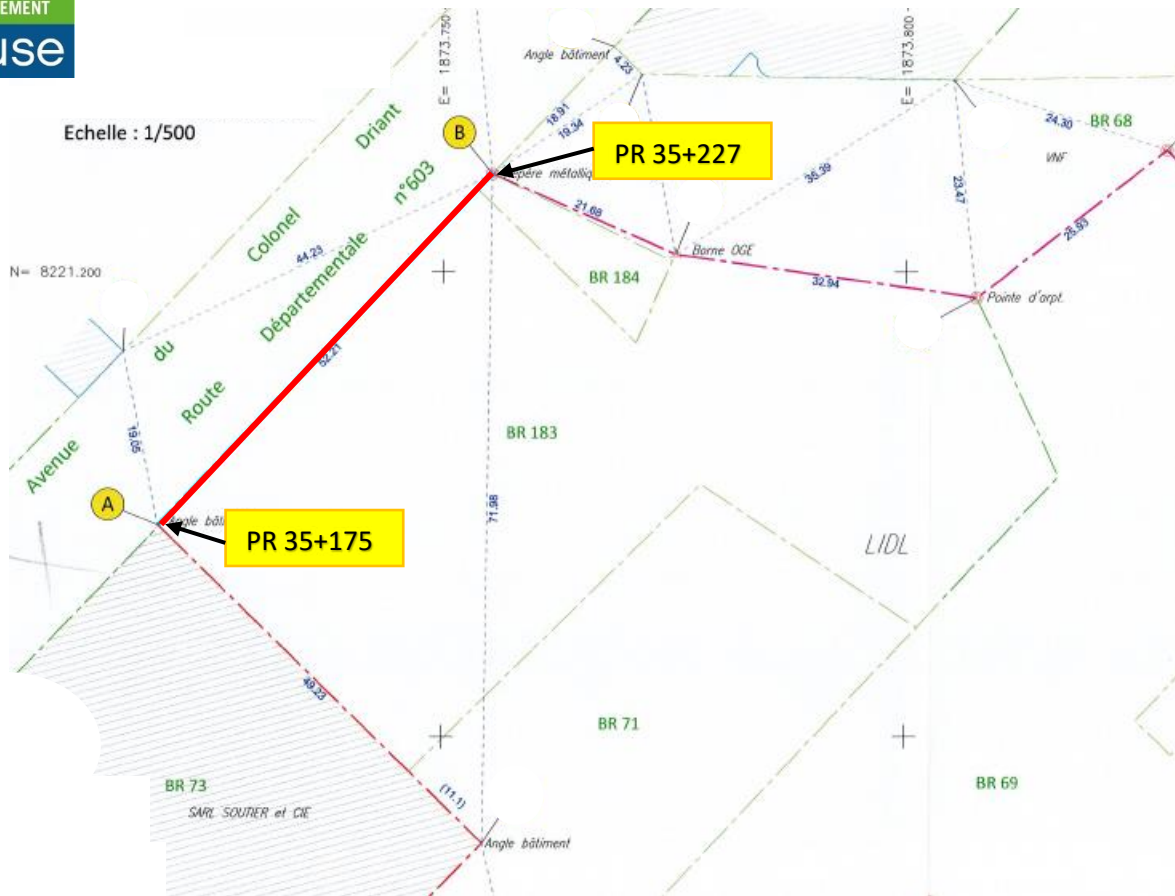 EMENT
use
Echelle : 1/500
E= 1873.750
E= 1873.800
N= 8221.200
Angle bâtiment
4.23
18.91
19.34
B
PR 35+227
Repère métallique
Avenue du Colonel Driant
Route Départementale n°603
44.23
52.21
19.05
21.68
36.39
23.47
24.30
BR 68
VNF
25.93
Borne OGE
32.94
Pointe d'arpt.
BR 184
BR 183
71.98
A
Angle
PR 35+175
LIDL
49.23
(11.1)
BR 71
BR 69
BR 73
SARL SOUTIER et CIE
Angle bâtiment